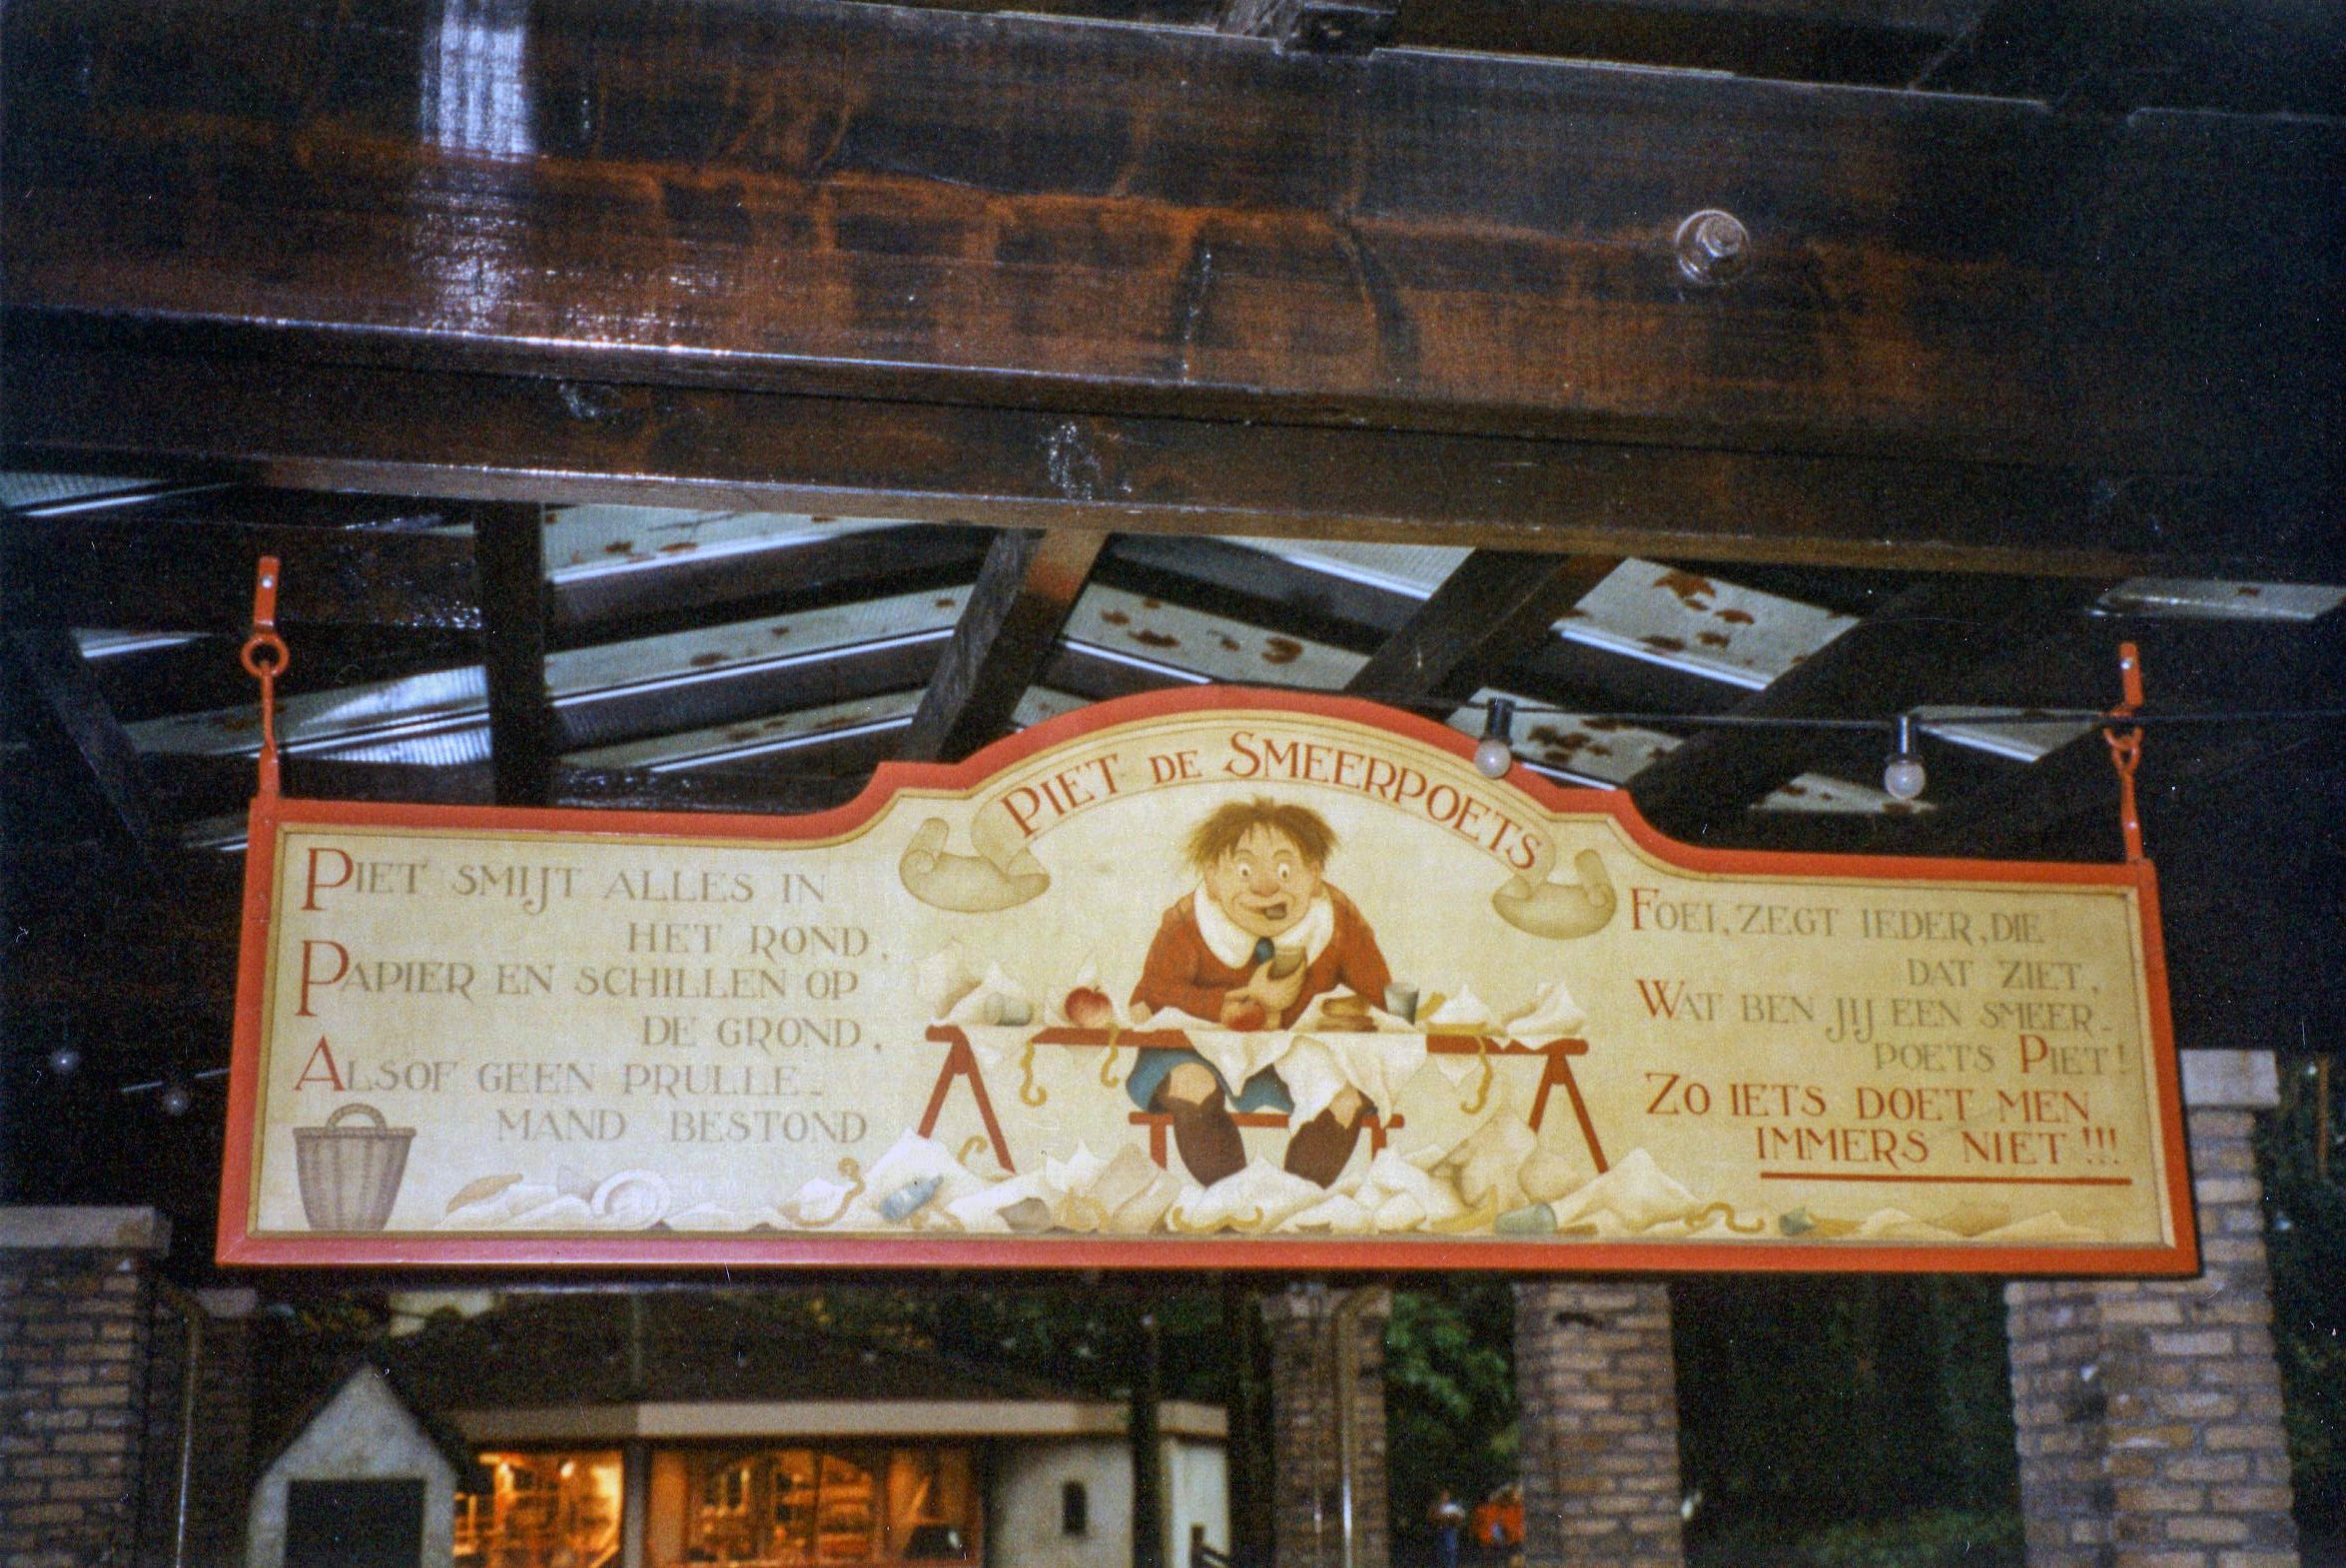 PIET DE SMEERPOETS
PIET SMIJT ALLES IN
HET ROND,
PAPIER EN SCHILLEN OP
DE GROND,
ALSOF GEEN PRULLE-
MAND BESTOND
FOEI, ZEGT IEDER, DIE
DAT ZIET,
WAT BEN JIJ EEN SMEER-
POETS PIET!
ZO IETS DOET MEN
IMMERS NIET!!!